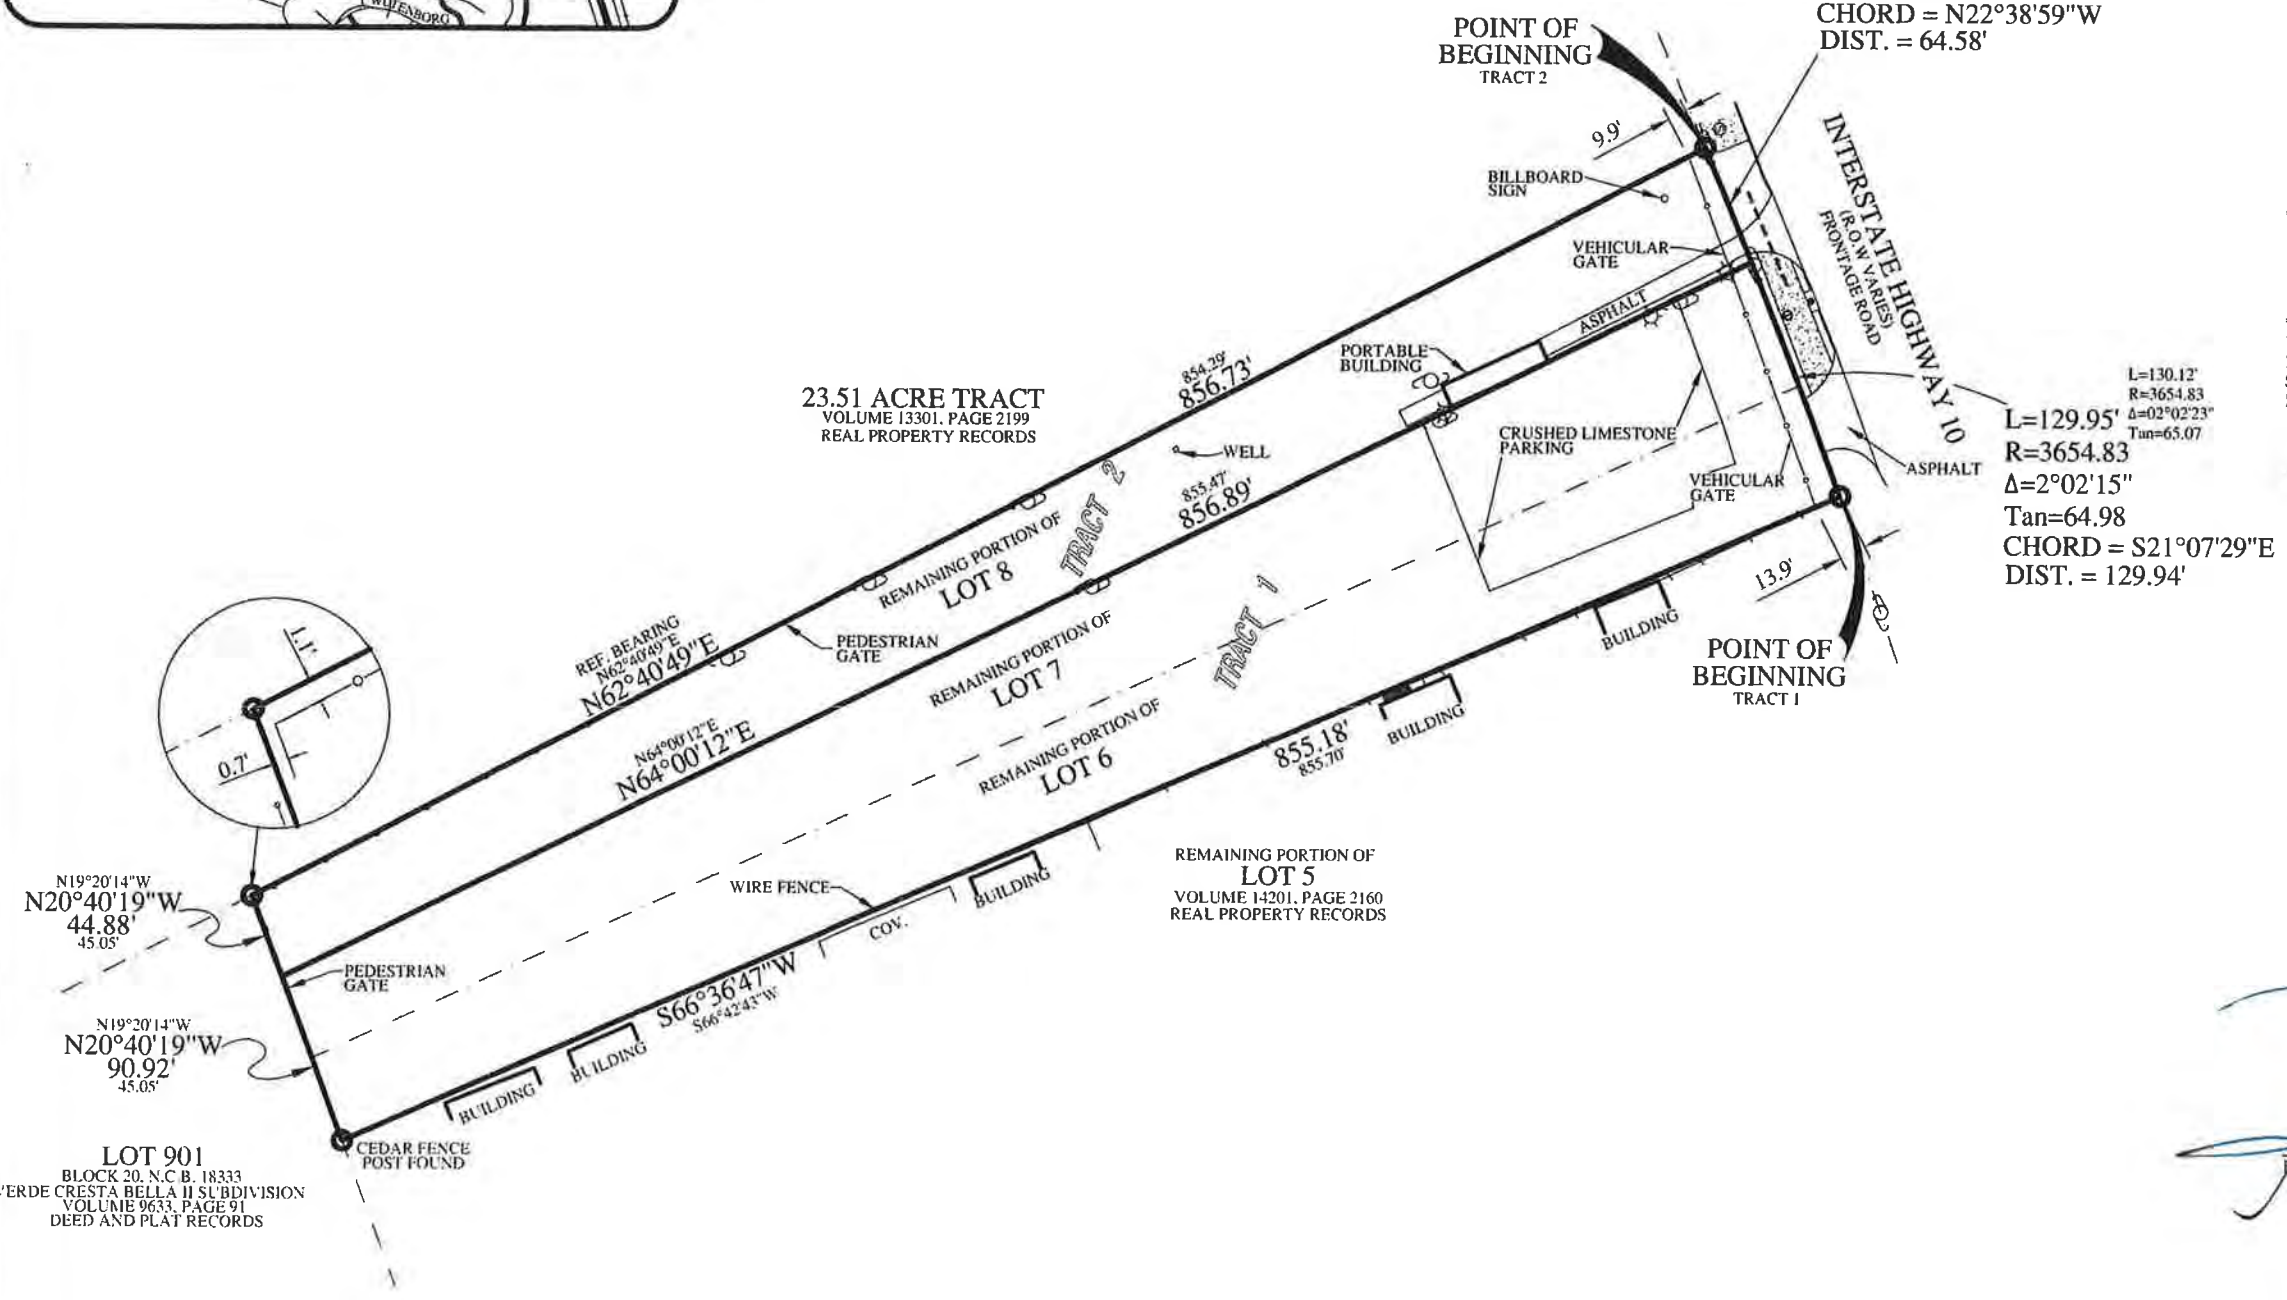 WULENBORG
CHORD = N22°38'59"W
DIST. = 64.58'
POINT OF
BEGINNING
TRACT 2
9.9'
BILLBOARD
SIGN
VEHICULAR
GATE
INTERSTATE HIGHWAY 10
(R.O.W VARIES)
FRONTAGE ROAD
ASPHALT
PORTABLE
BUILDING
854.29'
856.73'
23.51 ACRE TRACT
VOLUME 13301, PAGE 2199
REAL PROPERTY RECORDS
L=130.12'
R=3654.83
Δ=02°02'23"
Tan=65.07
L=129.95'
R=3654.83
Δ=2°02'15"
Tan=64.98
CHORD = S21°07'29"E
DIST. = 129.94'
CRUSHED LIMESTONE
PARKING
WELL
ASPHALT
VEHICULAR
GATE
855.47'
856.89'
TRACT 2
REMAINING PORTION OF
LOT 8
13.9'
POINT OF
BEGINNING
TRACT 1
BUILDING
TRACT 1
PEDESTRIAN
GATE
REF. BEARING
N62°40'49"E
N62°40'49"E
REMAINING PORTION OF
LOT 7
1.1'
0.7'
N64°00'12"E
N64°00'12"E
REMAINING PORTION OF
LOT 6
BUILDING
855.18'
855.70'
REMAINING PORTION OF
LOT 5
VOLUME 14201, PAGE 2160
REAL PROPERTY RECORDS
WIRE FENCE
BUILDING
COV.
N19°20'14"W
N20°40'19"W
44.88'
45.05'
PEDESTRIAN
GATE
S66°36'47"W
S66°42'43"W
N19°20'14"W
N20°40'19"W
90.92'
45.05'
BUILDING
BUILDING
CEDAR FENCE
POST FOUND
LOT 901
BLOCK 20, N.C.B. 18333
VERDE CRESTA BELLA II SUBDIVISION
VOLUME 9633, PAGE 91
DEED AND PLAT RECORDS